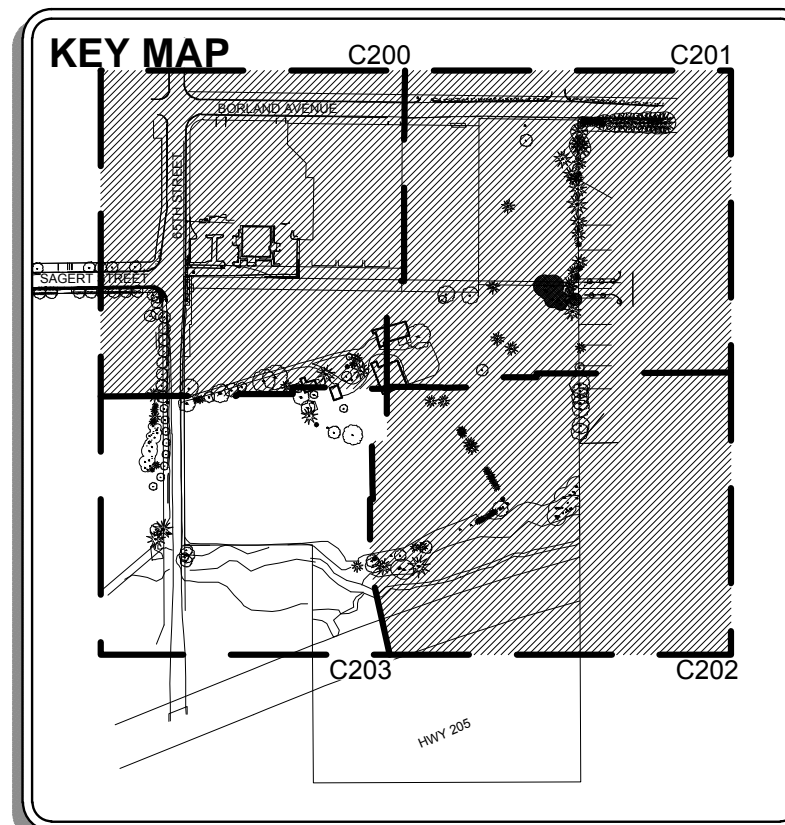 KEY MAP
C200
C201
BORLAND AVENUE
65TH STREET
SAGERT STREET
C203
C202
HWY 205